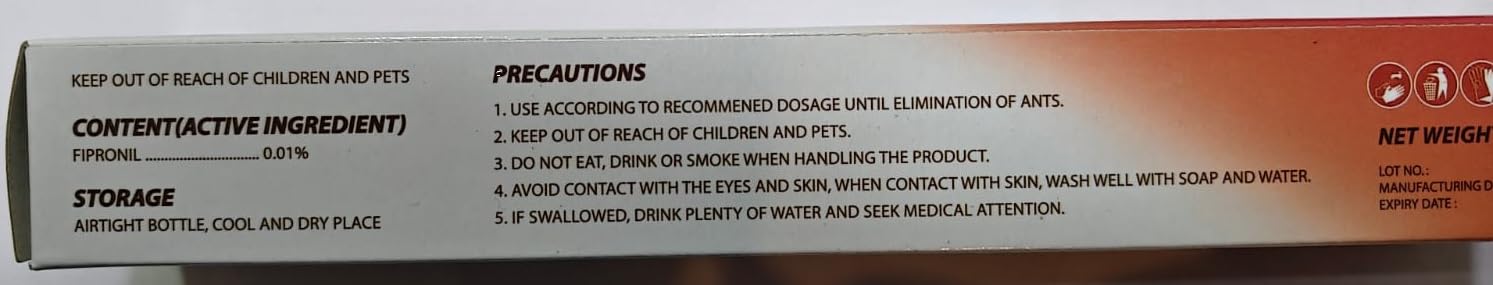 KEEP OUT OF REACH OF CHILDREN AND PETS
CONTENT(ACTIVE INGREDIENT)
FIPRONIL .............................. 0.01%
STORAGE
AIRTIGHT BOTTLE, COOL AND DRY PLACE
PRECAUTIONS
1. USE ACCORDING TO RECOMMENED DOSAGE UNTIL ELIMINATION OF ANTS.
2. KEEP OUT OF REACH OF CHILDREN AND PETS.
3. DO NOT EAT, DRINK OR SMOKE WHEN HANDLING THE PRODUCT.
4. AVOID CONTACT WITH THE EYES AND SKIN, WHEN CONTACT WITH SKIN, WASH WELL WITH SOAP AND WATER.
5. IF SWALLOWED, DRINK PLENTY OF WATER AND SEEK MEDICAL ATTENTION.
NET WEIGH
LOT NO.:
MANUFACTURING D
EXPIRY DATE :